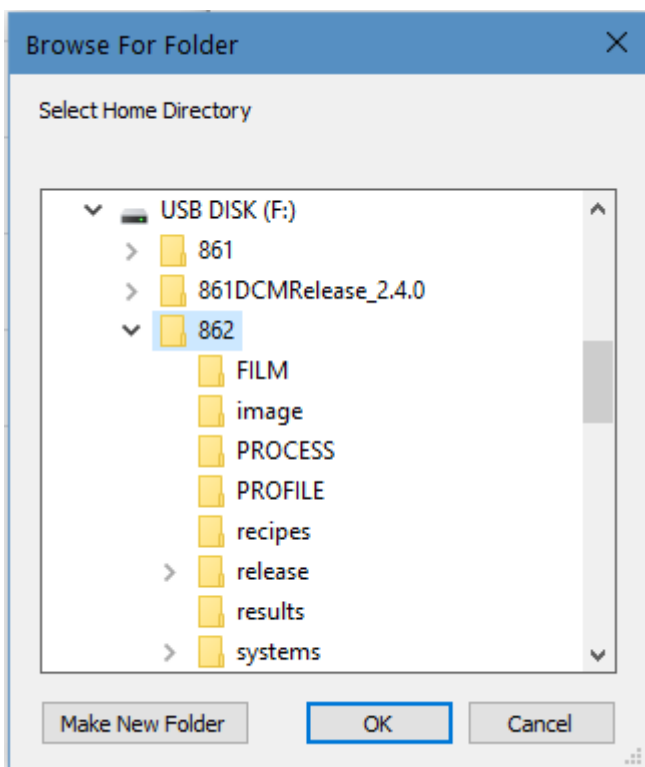 Browse For Folder
Select Home Directory
USB DISK (F:)
861
861DCMRelease_2.4.0
862
FILM
image
PROCESS
PROFILE
recipes
release
results
systems
Make New Folder OK Cancel